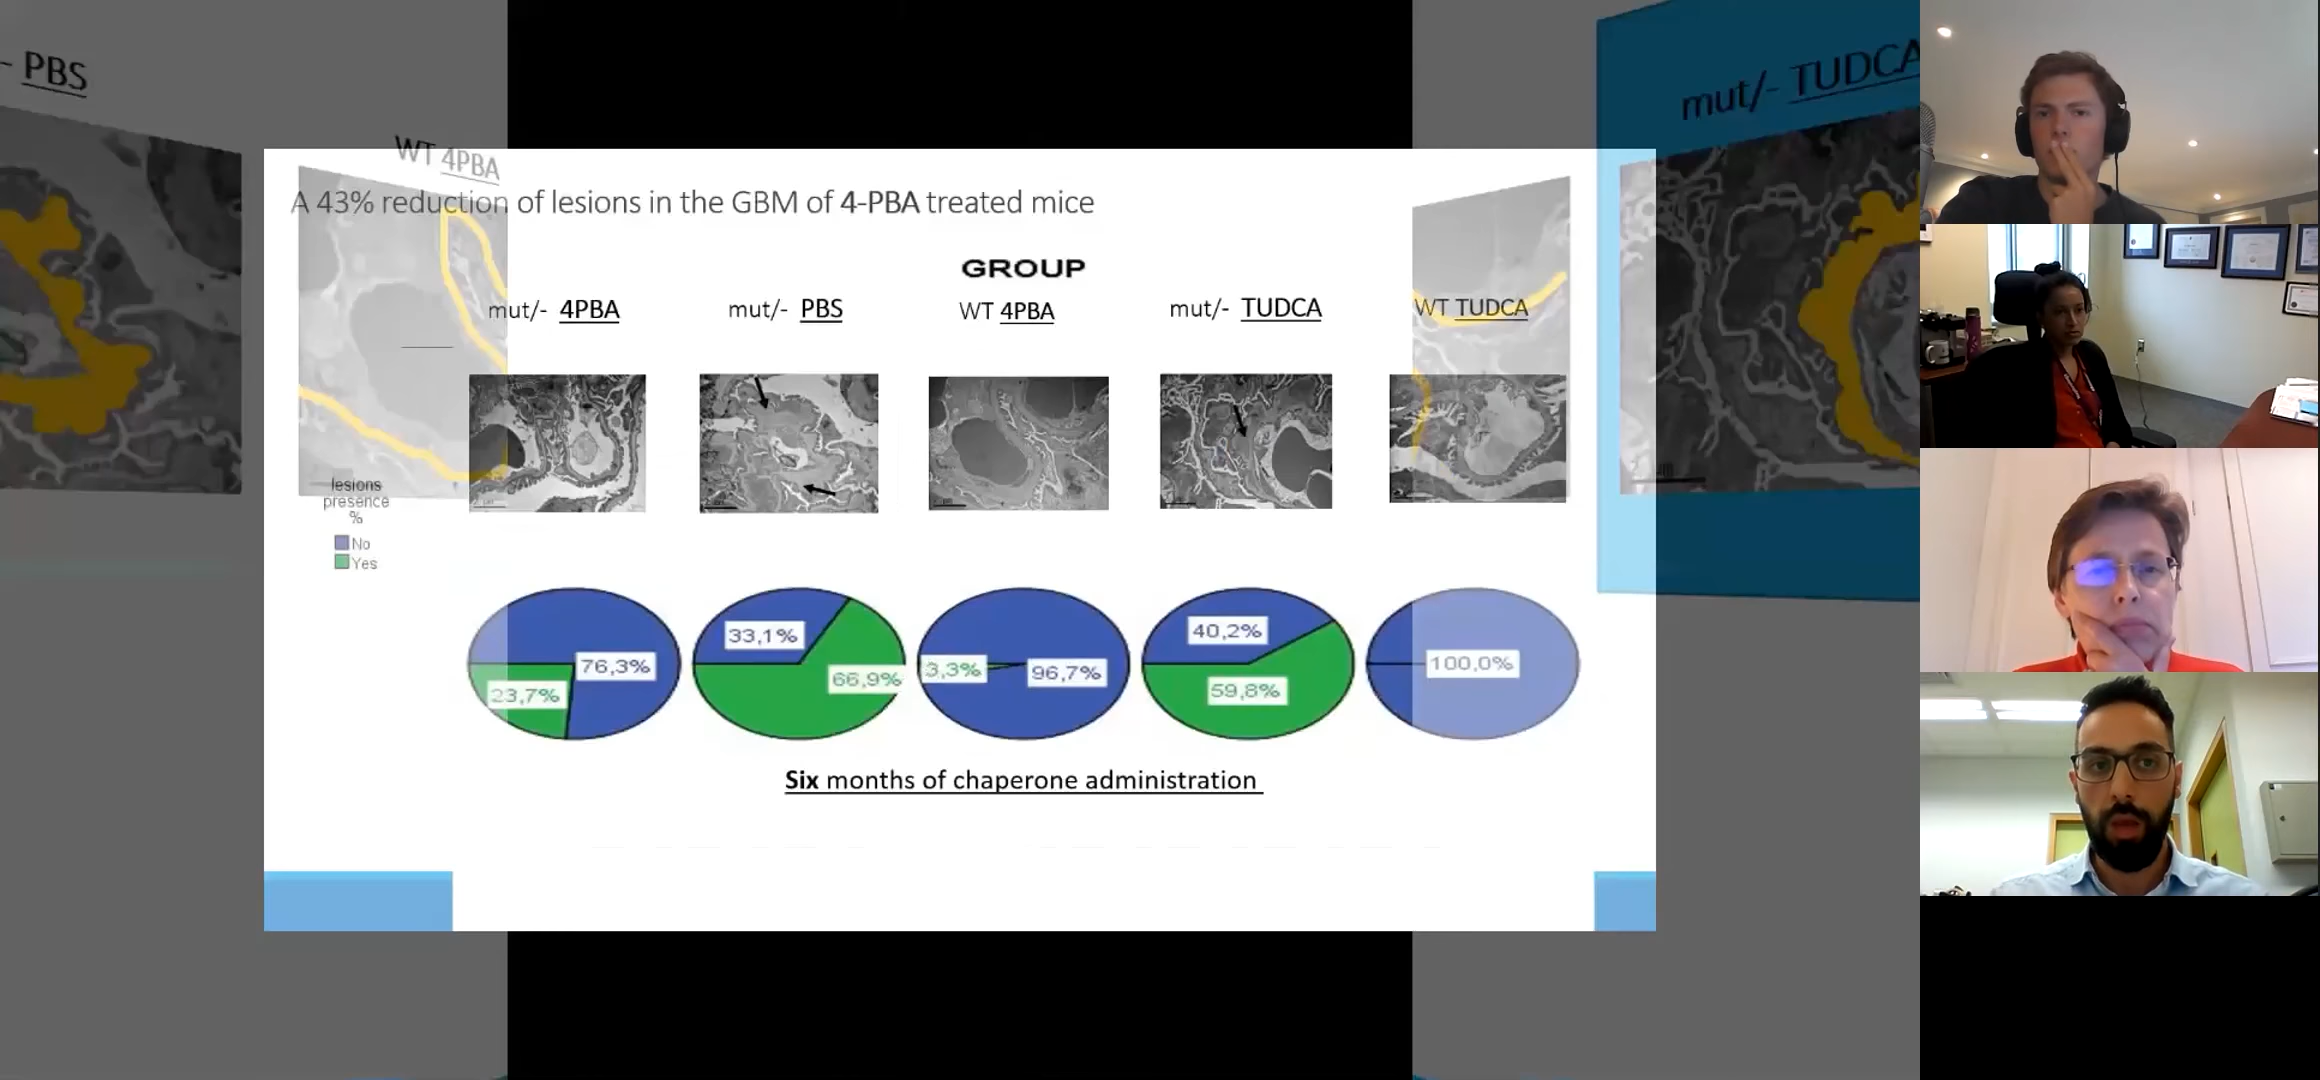 - PBS
WT 4PBA
mut/- TUDCA
A 43% reduction of lesions in the GBM of 4-PBA treated mice
GROUP
mut/- 4PBA
mut/- PBS
WT 4PBA
mut/- TUDCA
WT TUDCA
lesions
presence
%
No
Yes
76,3%
23,7%
33,1%
66,9%
3,3%
96,7%
40,2%
59,8%
100,0%
Six months of chaperone administration